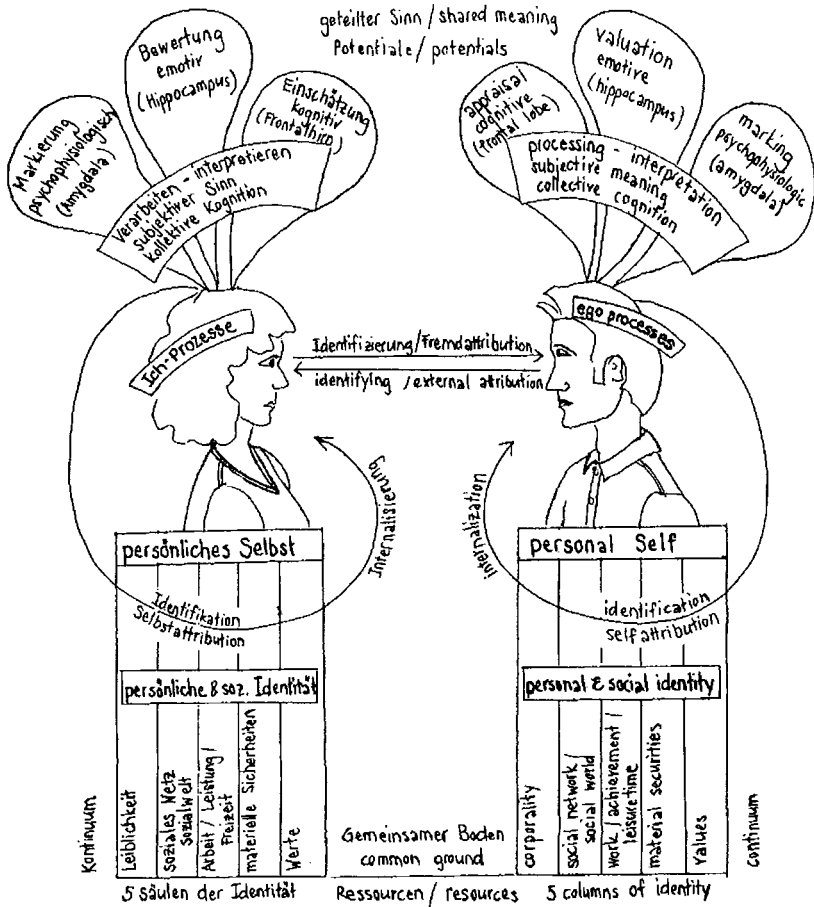 geteilter Sinn / shared meaning
Potentiale / potentials
Markierung
psychophysiologisch
(Amygdala)
Bewertung
emotiv
(Hippocampus)
Einschätzung
kognitiv
(Frontalhirn)
Verarbeiten - interpretieren
subjektiver Sinn
kollektive Kognition
appraisal
cognitive
(frontal lobe)
valuation
emotive
(hippocampus)
marking
psychophysiologic
(amygdala)
processing - interpretation
subjective meaning
collective cognition
Ich-Prozesse
ego processes
Identifizierung/Fremdattribution
identifying / external attribution
Internalisierung
internalization
persönliches Selbst
personal Self
Identifikation
Selbstattribution
identification
self attribution
persönliche & soz. Identität
personal & social identity
Kontinuum
Leiblichkeit
soziales Netz
Sozialwelt
Arbeit / Leistung /
Freizeit
materielle Sicherheiten
Werte
Gemeinsamer Boden
common ground
corporality
social network /
social world
work / achievement /
leisure time
material securities
values
continuum
5 Säulen der Identität
Ressourcen / resources
5 columns of identity